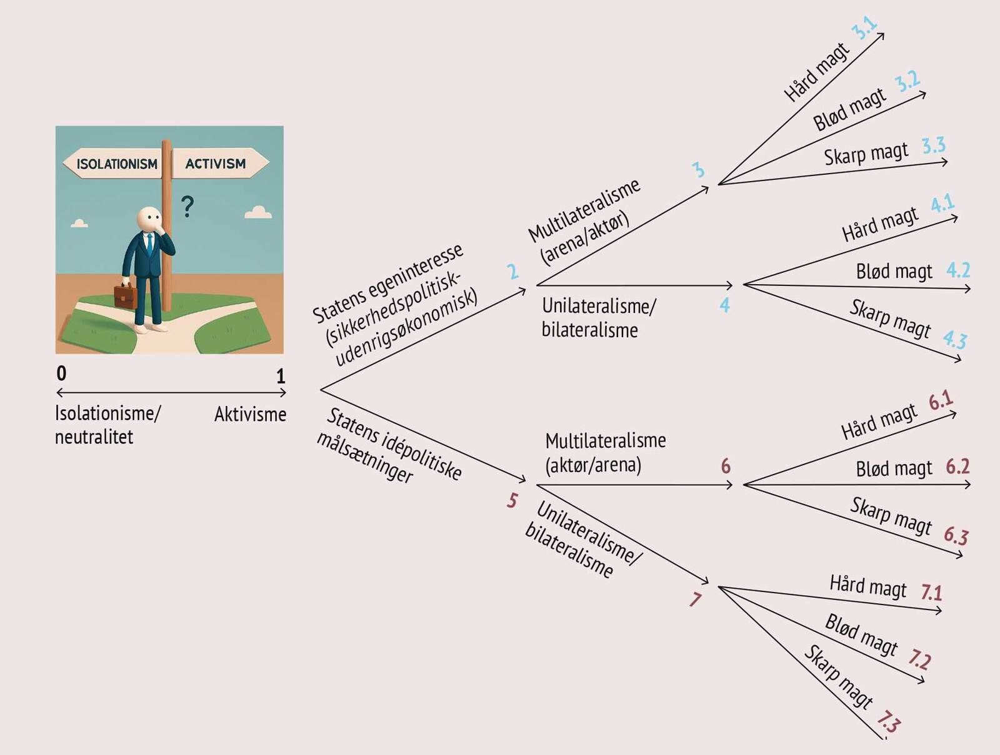 ISOLATIONISM
ACTIVISM
?
0
1
Isolationisme/
neutralitet
Aktivisme
Statens egeninteresse
(sikkerhedspolitisk-
udenrigsøkonomisk)
2
Multilateralisme
(arena/aktør)
3
Hård magt 3.1
Blød magt 3.2
Skarp magt 3.3
Unilateralisme/
bilateralisme
4
Hård magt 4.1
Blød magt 4.2
Skarp magt 4.3
Statens idépolitiske
målsætninger
5
Multilateralisme
(aktør/arena)
6
Hård magt 6.1
Blød magt 6.2
Skarp magt 6.3
Unilateralisme/
bilateralisme
7
Hård magt 7.1
Blød magt 7.2
Skarp magt 7.3